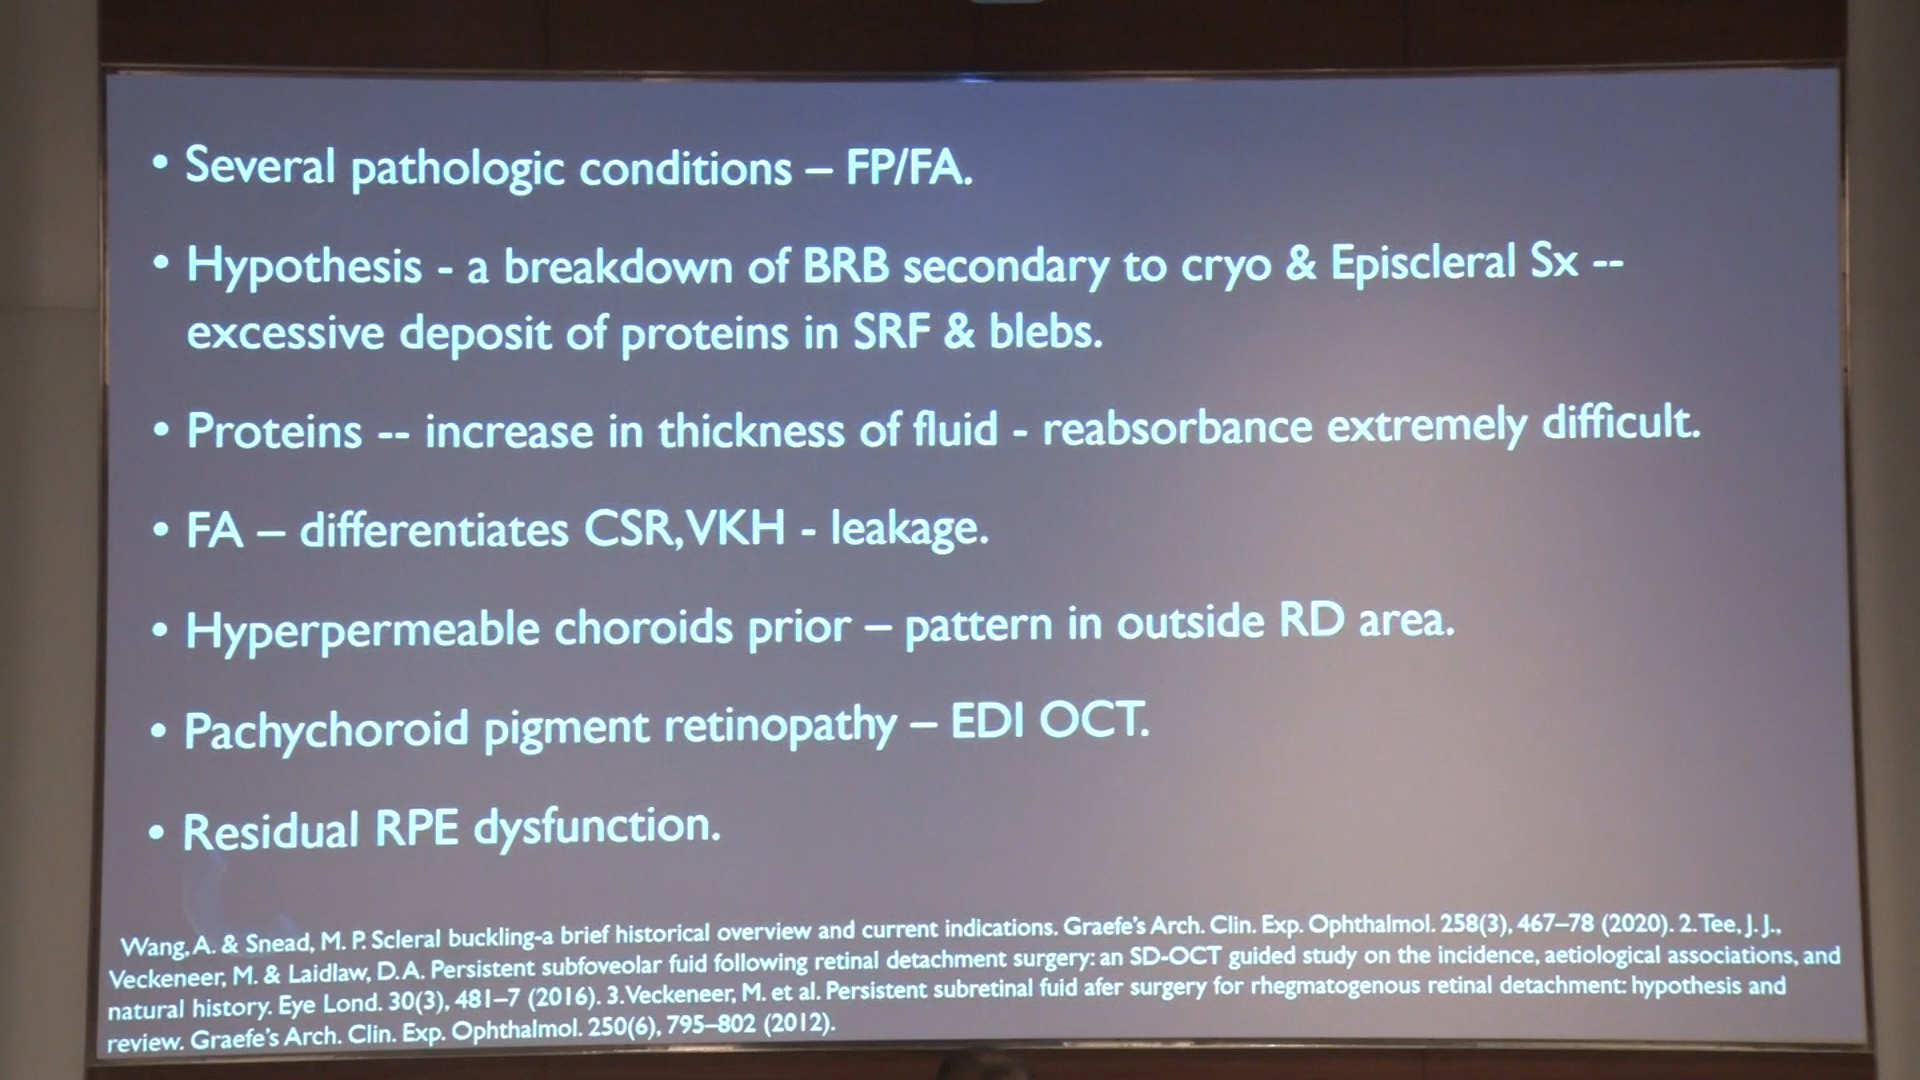 • Several pathologic conditions – FP/FA.
• Hypothesis - a breakdown of BRB secondary to cryo & Episcleral Sx --
excessive deposit of proteins in SRF & blebs.
• Proteins -- increase in thickness of fluid - reabsorbance extremely difficult.
• FA – differentiates CSR, VKH - leakage.
• Hyperpermeable choroids prior – pattern in outside RD area.
• Pachychoroid pigment retinopathy – EDI OCT.
• Residual RPE dysfunction.
Wang, A. & Snead, M. P. Scleral buckling-a brief historical overview and current indications. Graefe's Arch. Clin. Exp. Ophthalmol. 258(3), 467–78 (2020). 2. Tee, J. J.,
Veckeneer, M. & Laidlaw, D. A. Persistent subfoveolar fuid following retinal detachment surgery: an SD-OCT guided study on the incidence, aetiological associations, and
natural history. Eye Lond. 30(3), 481–7 (2016). 3. Veckeneer, M. et al. Persistent subretinal fuid afer surgery for rhegmatogenous retinal detachment: hypothesis and
review. Graefe's Arch. Clin. Exp. Ophthalmol. 250(6), 795–802 (2012).